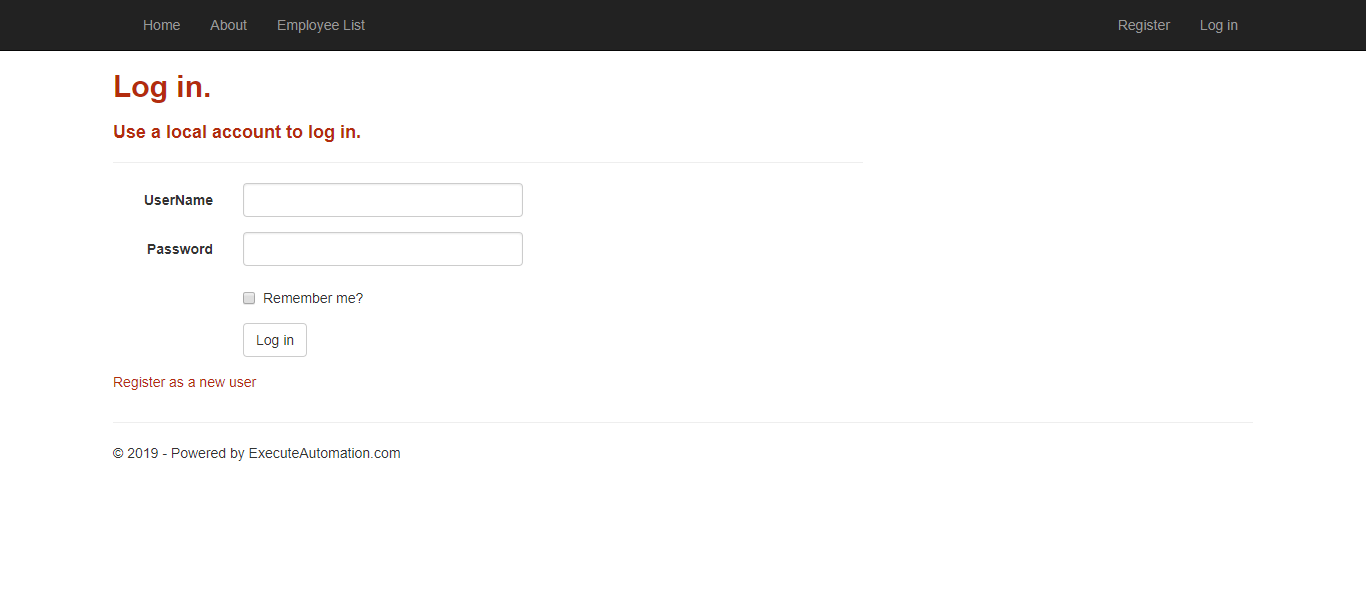 Home About Employee List Register Log in
Log in.
Use a local account to log in.
UserName
Password
Remember me?
Log in
Register as a new user
© 2019 - Powered by ExecuteAutomation.com